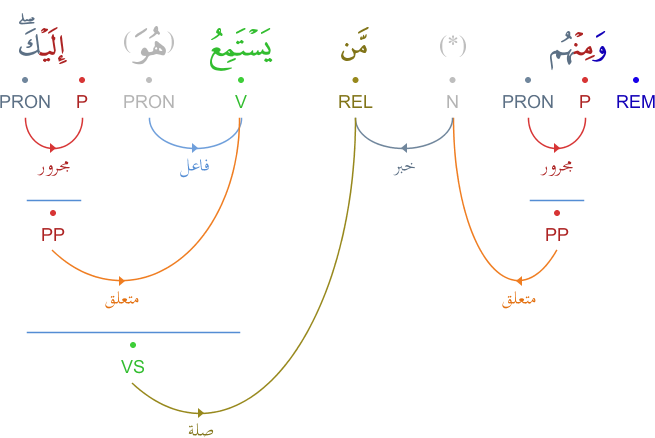 وَمِنْهُم (*) مَّن يَسْتَمِعُ (هُوَ) إِلَيْكَ ۖ
REM P PRON N REL V PRON P PRON
مجرور خبر فاعل مجرور
PP PP
متعلق متعلق
VS
صلة